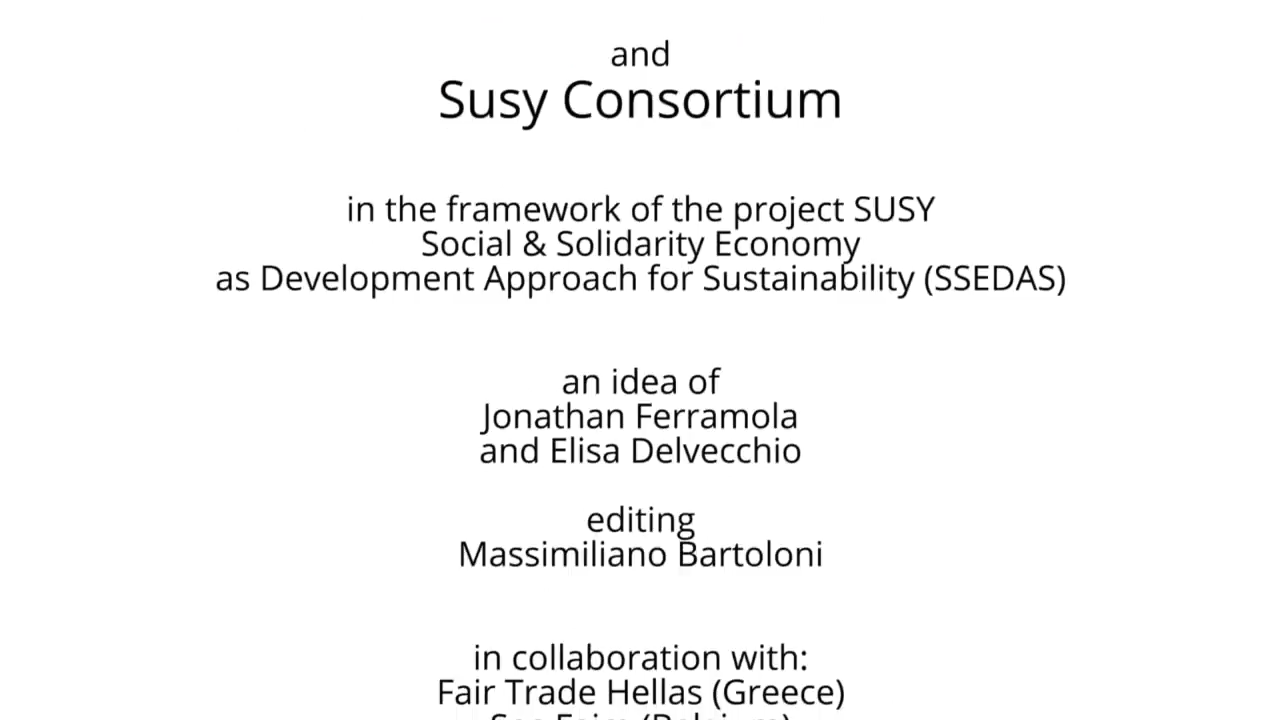 and
Susy Consortium
in the framework of the project SUSY
Social & Solidarity Economy
as Development Approach for Sustainability (SSEDAS)
an idea of
Jonathan Ferramola
and Elisa Delvecchio
editing
Massimiliano Bartoloni
in collaboration with:
Fair Trade Hellas (Greece)